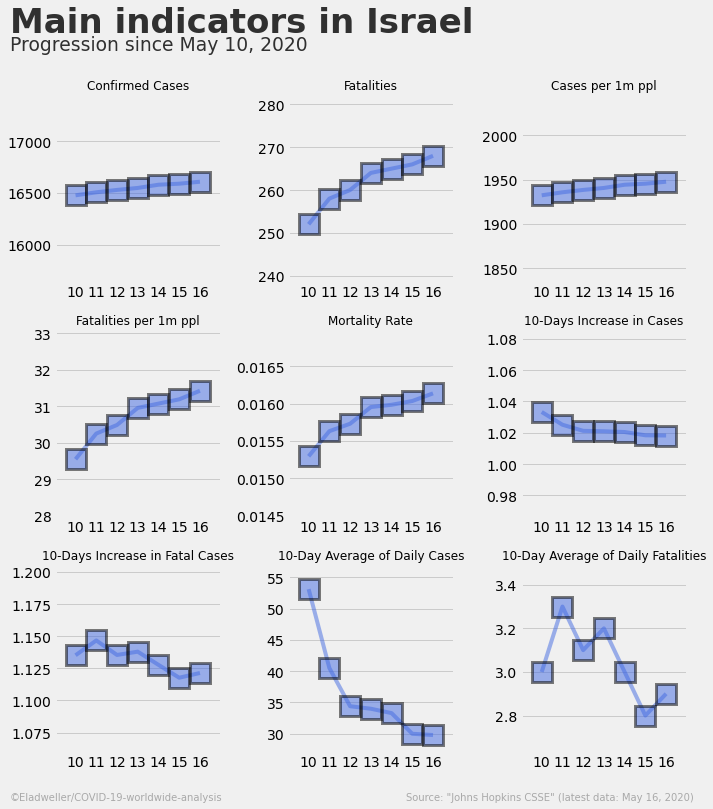 Main indicators in Israel
Progression since May 10, 2020
Confirmed Cases
17000
16500
16000
10 11 12 13 14 15 16
Fatalities
280
270
260
250
240
10 11 12 13 14 15 16
Cases per 1m ppl
2000
1950
1900
1850
10 11 12 13 14 15 16
Fatalities per 1m ppl
33
32
31
30
29
28
10 11 12 13 14 15 16
Mortality Rate
0.0165
0.0160
0.0155
0.0150
0.0145
10 11 12 13 14 15 16
10-Days Increase in Cases
1.08
1.06
1.04
1.02
1.00
0.98
10 11 12 13 14 15 16
10-Days Increase in Fatal Cases
1.200
1.175
1.150
1.125
1.100
1.075
10 11 12 13 14 15 16
10-Day Average of Daily Cases
55
50
45
40
35
30
10 11 12 13 14 15 16
10-Day Average of Daily Fatalities
3.4
3.2
3.0
2.8
10 11 12 13 14 15 16
©Eladweller/COVID-19-worldwide-analysis
Source: "Johns Hopkins CSSE" (latest data: May 16, 2020)